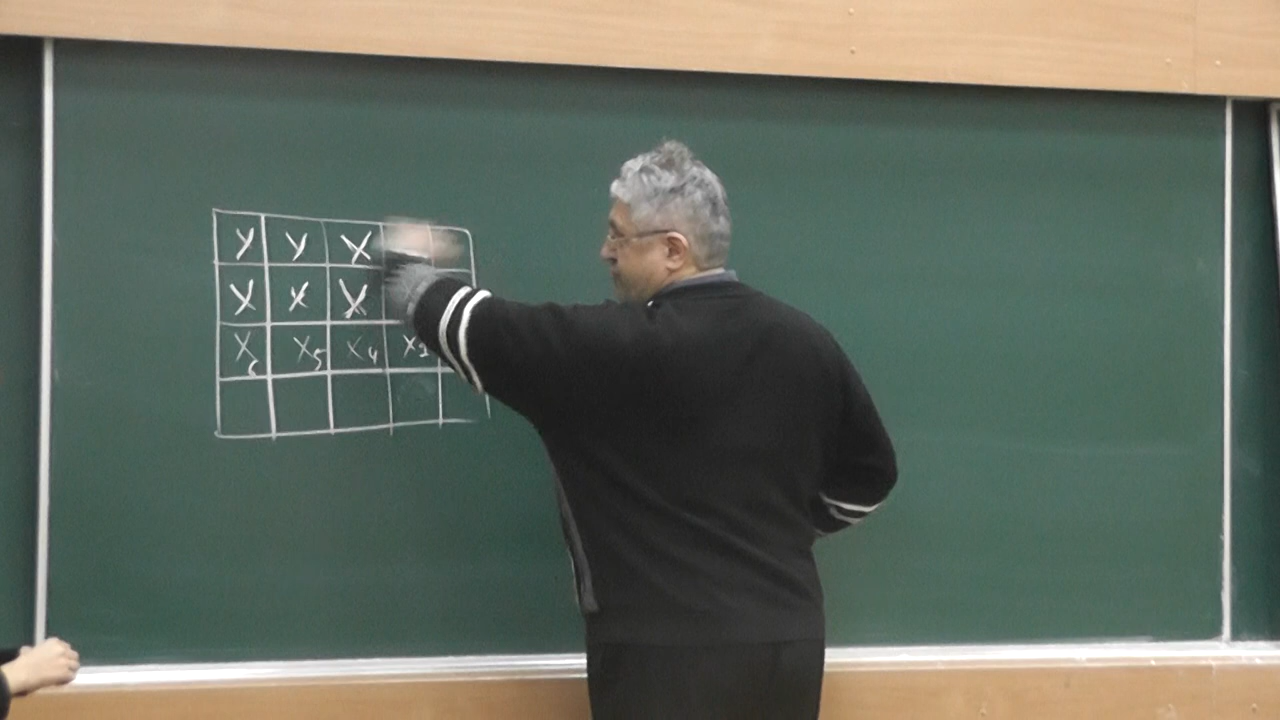 y y x
x x x
x₆ x₅ x₄ x₃